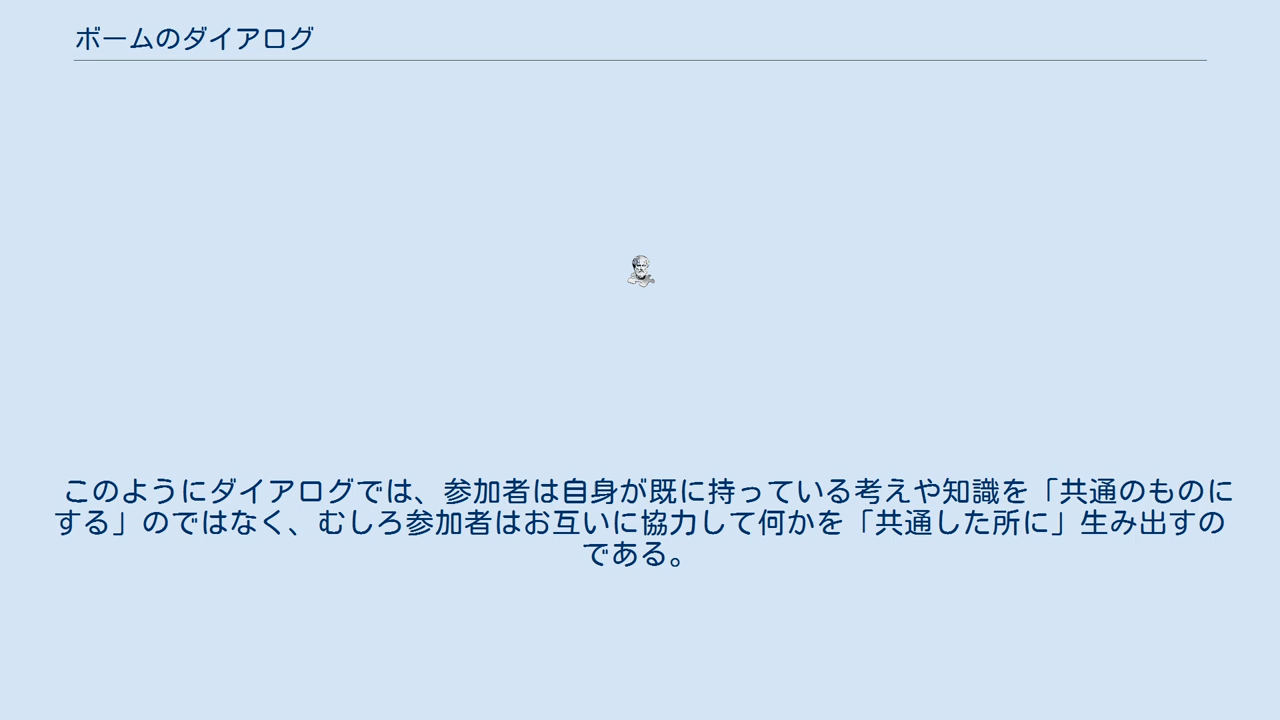 ボームのダイアログ
このようにダイアログでは、参加者は自身が既に持っている考えや知識を「共通のものに
する」のではなく、むしろ参加者はお互いに協力して何かを「共通した所に」生み出すの
である。